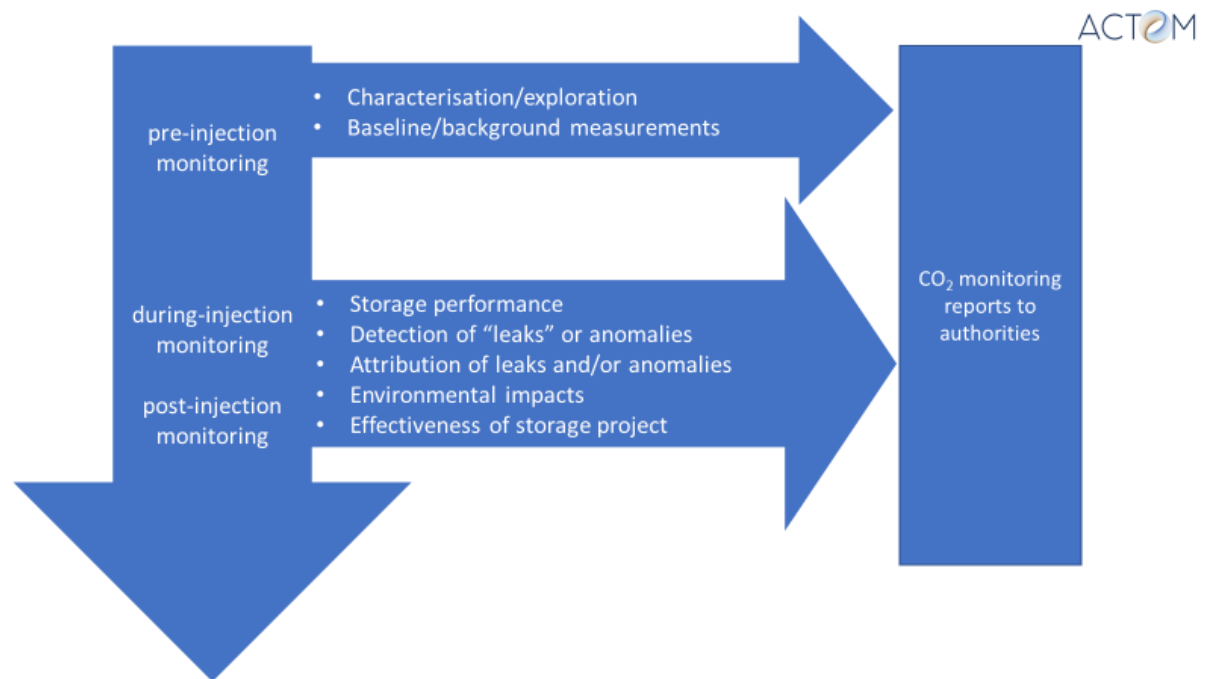 ACTOM
pre-injection
monitoring
• Characterisation/exploration
• Baseline/background measurements
during-injection
monitoring
post-injection
monitoring
• Storage performance
• Detection of “leaks” or anomalies
• Attribution of leaks and/or anomalies
• Environmental impacts
• Effectiveness of storage project
CO₂ monitoring
reports to
authorities